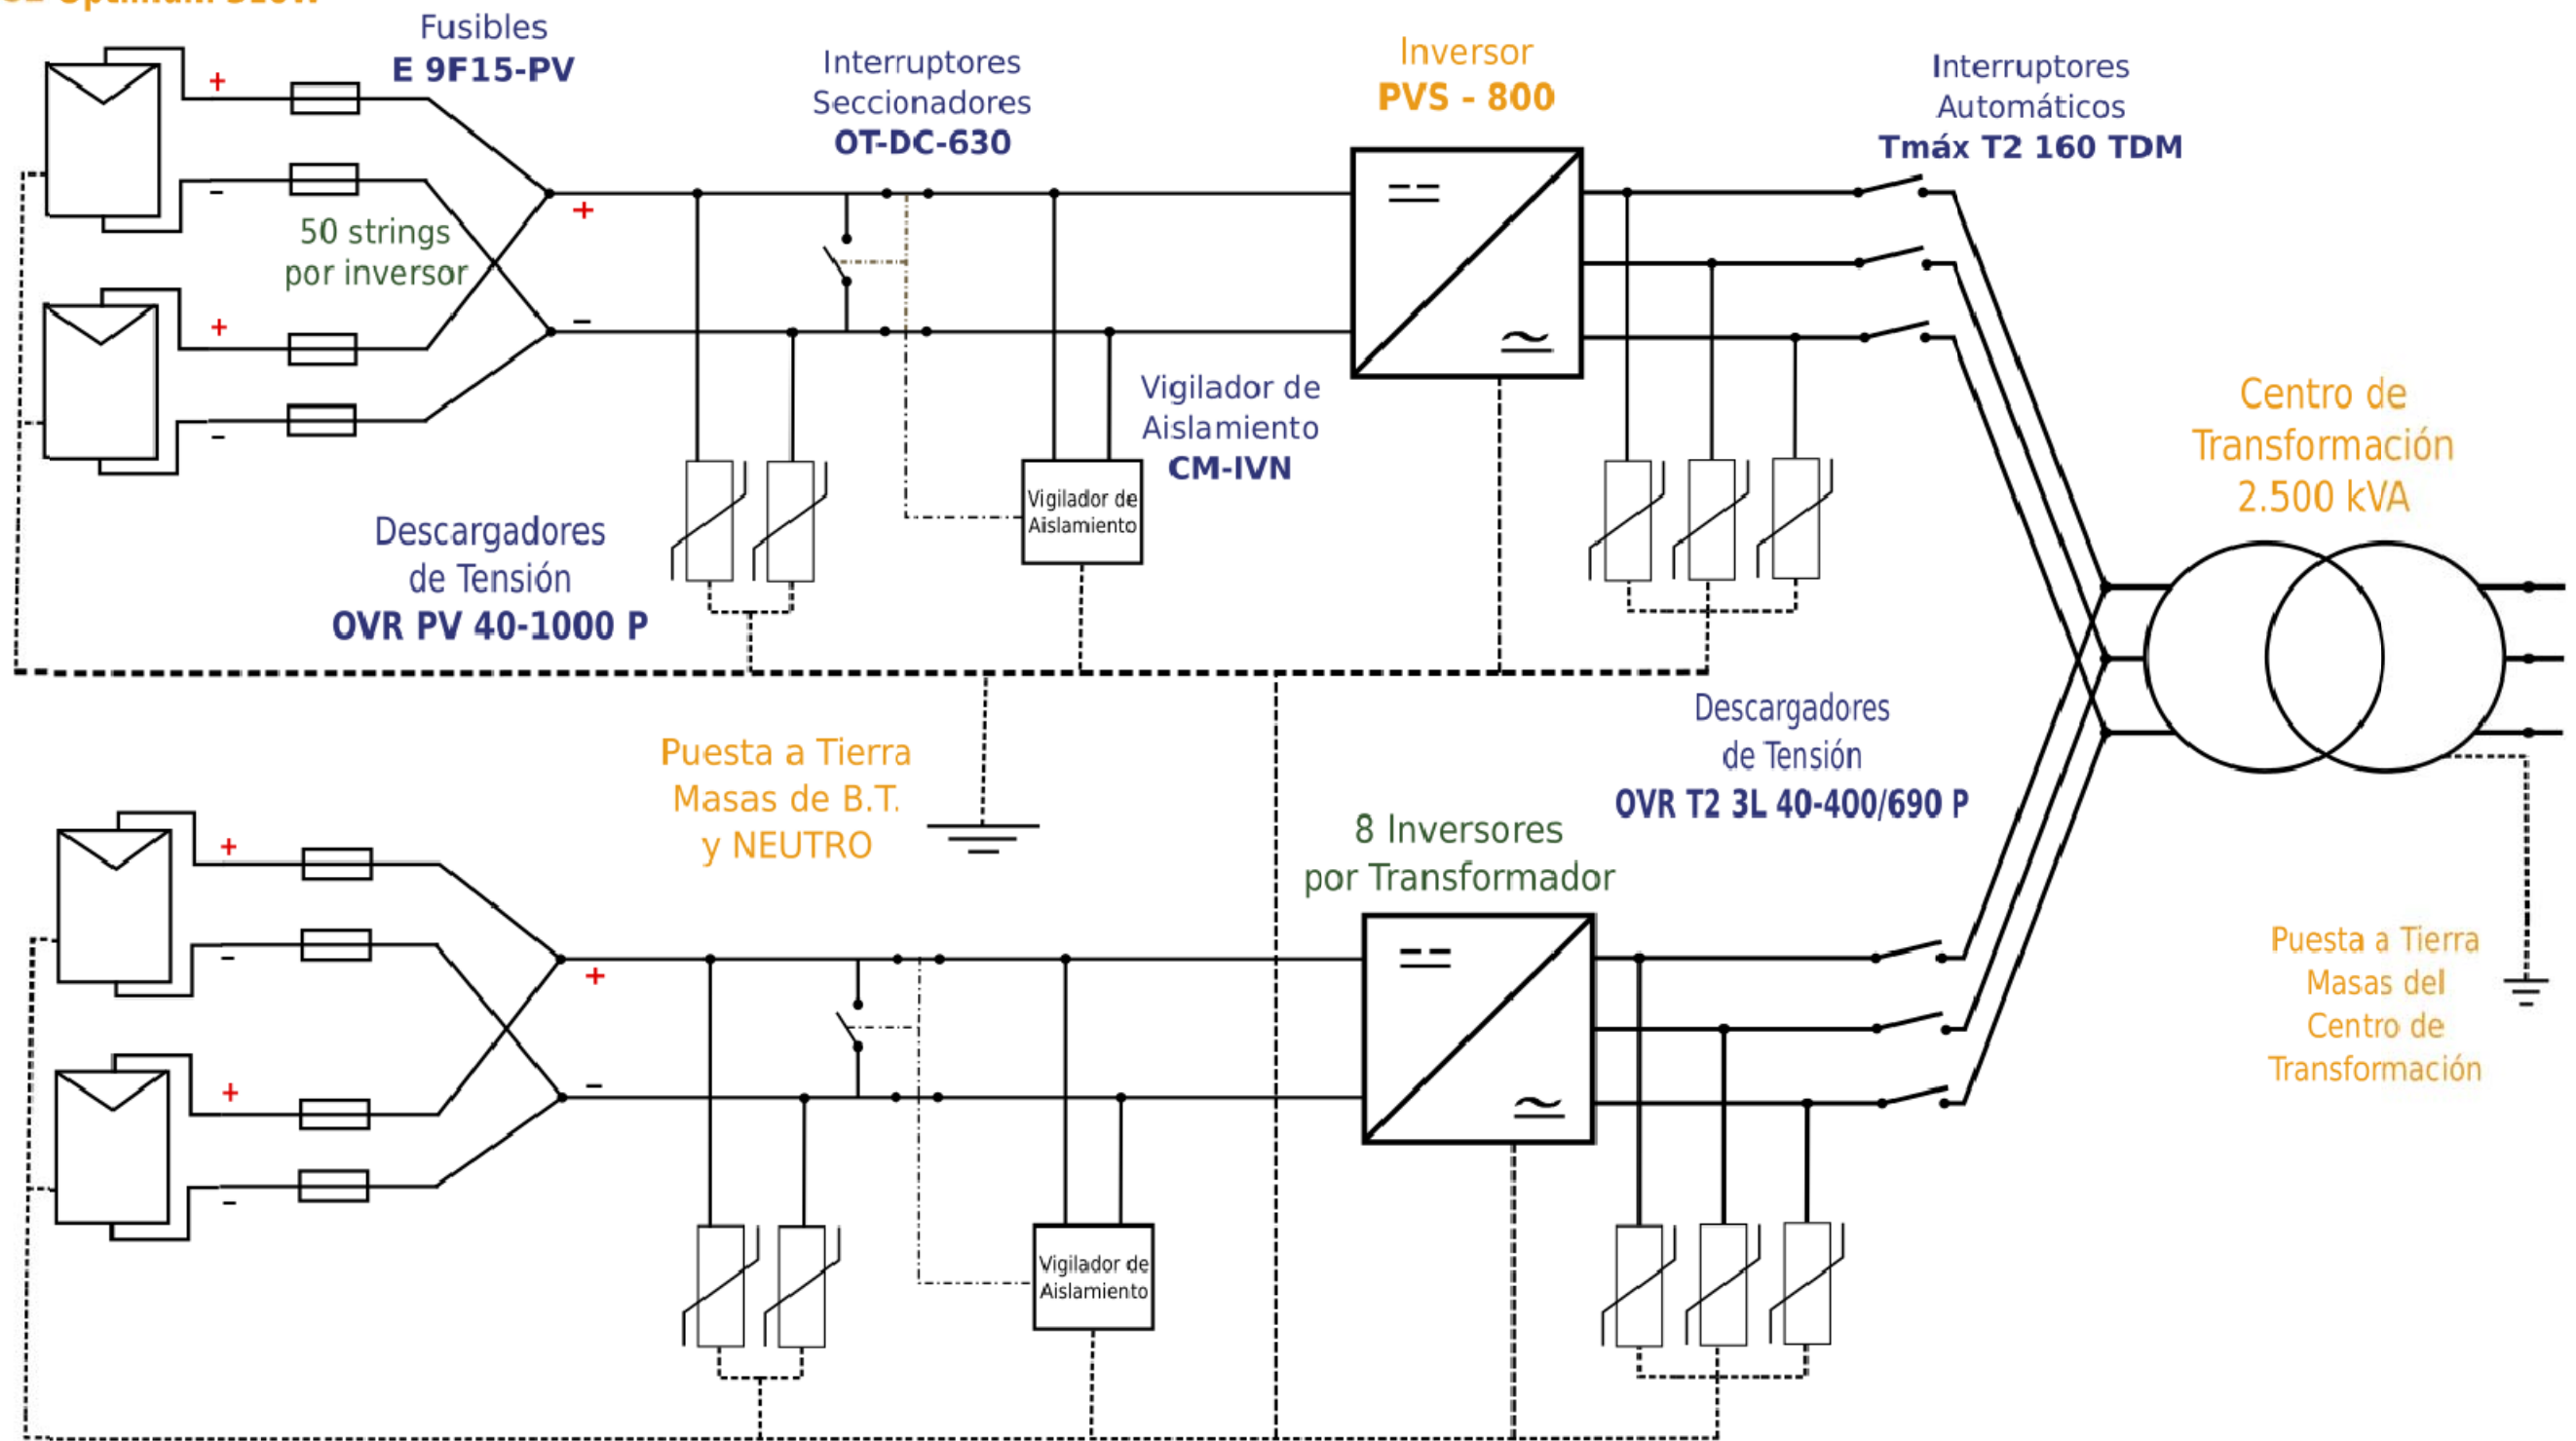 Fusibles
E 9F15-PV
Interruptores
Seccionadores
OT-DC-630
Inversor
PVS - 800
Interruptores
Automáticos
Tmáx T2 160 TDM
+
−
50 strings
por inversor
+
−
+
−
Vigilador de
Aislamiento
CM-IVN
Vigilador de
Aislamiento
Centro de
Transformación
2.500 kVA
Descargadores
de Tensión
OVR PV 40-1000 P
Puesta a Tierra
Masas de B.T.
y NEUTRO
Descargadores
de Tensión
OVR T2 3L 40-400/690 P
8 Inversores
por Transformador
+
−
+
−
+
−
Vigilador de
Aislamiento
Puesta a Tierra
Masas del
Centro de
Transformación